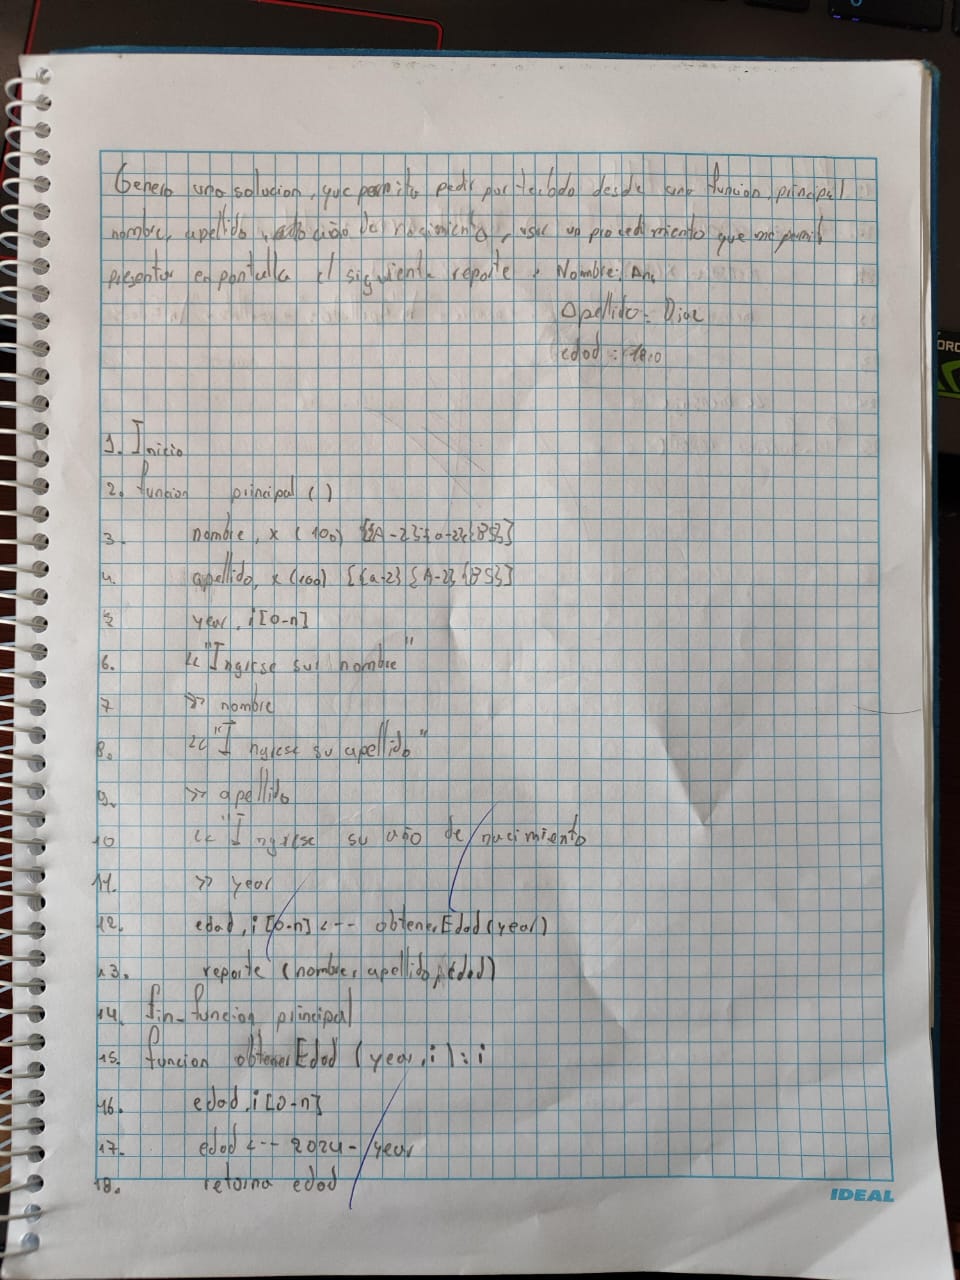 Genero una solucion, que permita pedir por teclado desde una funcion principal
nombre, apellido, año de nacimiento, usar un procedimiento que me permit
presentar en pantalla el siguiente reporte: Nombre: Ana
Apellido: Diaz
edad:
1. Inicio
2. funcion principal ()
3. nombre, x (100) {{A-Z}{a-z}{BS}}
4. apellido, x (100) {{a-z}{A-Z}{BS}}
year, i [0-n]
6. << "Ingrese su nombre"
7 >> nombre
8. << "Ingrese su apellido"
9. >> apellido
10 << "Ingrese su año de nacimiento
11. >> year
12. edad, i [0-n] <-- obtenerEdad (year)
13. reporte (nombre, apellido, edad)
14. fin-funcion principal
15. funcion obtenerEdad (year, i) : i
16. edad, i [0-n]
17. edad <-- 2024 - year
18. retorna edad
IDEAL